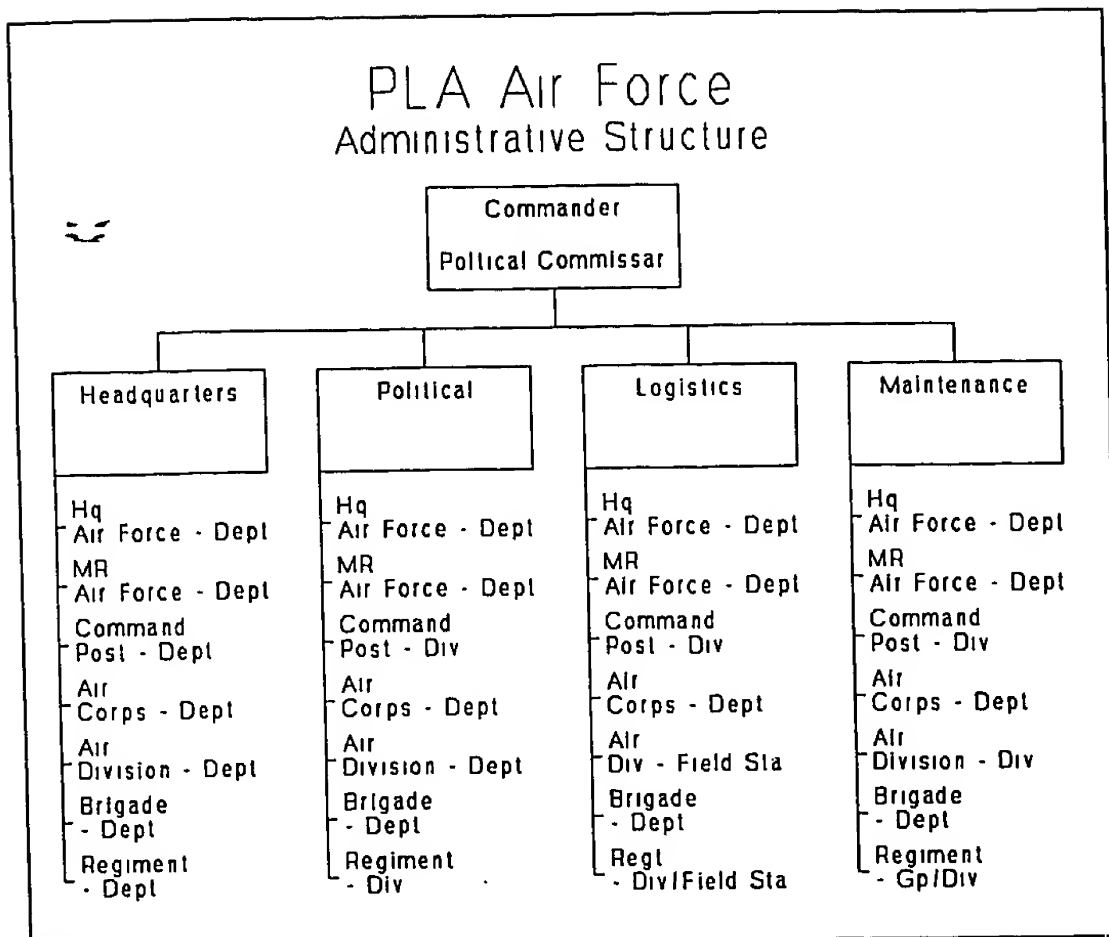 PLA Air Force
Administrative Structure
Commander
Poltical Commissar
Headquarters
Hq
Air Force - Dept
MR
Air Force - Dept
Command
Post - Dept
Air
Corps - Dept
Air
Division - Dept
Brigade
- Dept
Regiment
- Dept
Political
Hq
Air Force - Dept
MR
Air Force - Dept
Command
Post - Div
Air
Corps - Dept
Air
Division - Dept
Brigade
- Dept
Regiment
- Div
Logistics
Hq
Air Force - Dept
MR
Air Force - Dept
Command
Post - Div
Air
Corps - Dept
Air
Div - Field Sta
Brigade
- Dept
Regt
- Div/Field Sta
Maintenance
Hq
Air Force - Dept
MR
Air Force - Dept
Command
Post - Div
Air
Corps - Dept
Air
Division - Div
Brigade
- Dept
Regiment
- Gp/Div